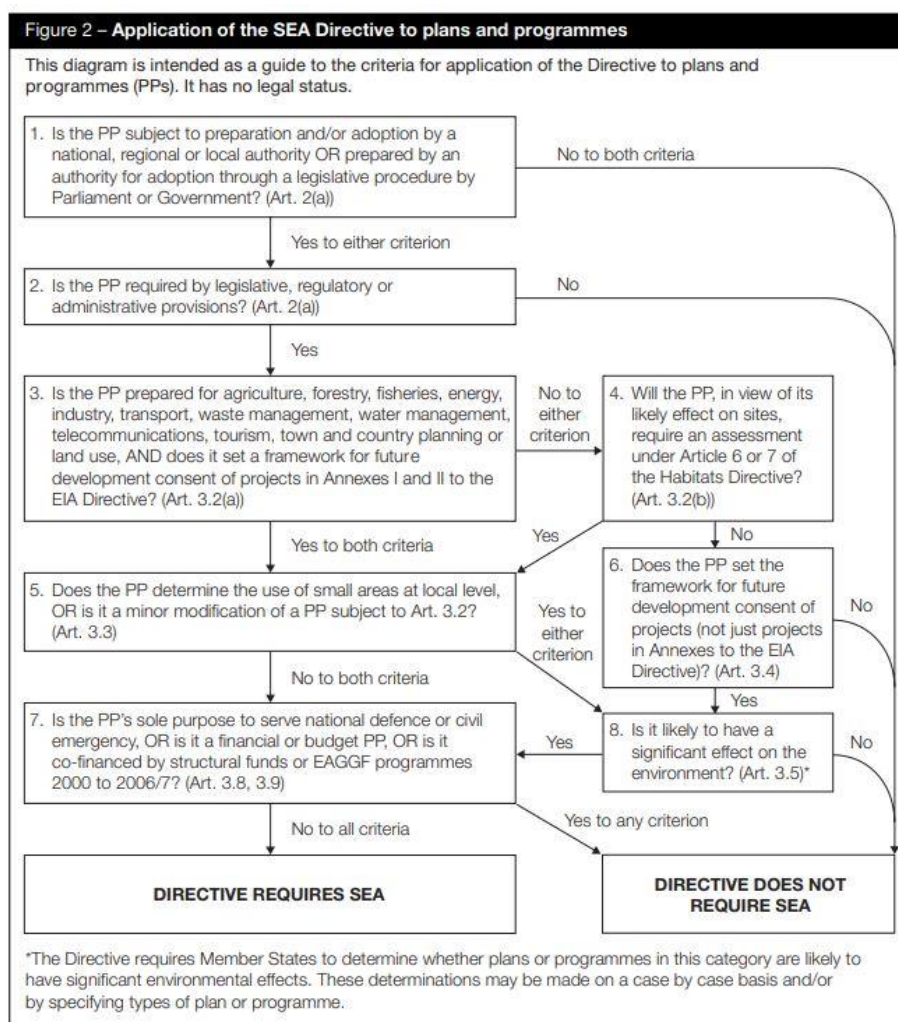 Figure 2 – Application of the SEA Directive to plans and programmes
This diagram is intended as a guide to the criteria for application of the Directive to plans and
programmes (PPs). It has no legal status.
1. Is the PP subject to preparation and/or adoption by a
national, regional or local authority OR prepared by an
authority for adoption through a legislative procedure by
Parliament or Government? (Art. 2(a))
No to both criteria
Yes to either criterion
2. Is the PP required by legislative, regulatory or
administrative provisions? (Art. 2(a))
No
Yes
3. Is the PP prepared for agriculture, forestry, fisheries, energy,
industry, transport, waste management, water management,
telecommunications, tourism, town and country planning or
land use, AND does it set a framework for future
development consent of projects in Annexes I and II to the
EIA Directive? (Art. 3.2(a))
No to
either
criterion
4. Will the PP, in view of its
likely effect on sites,
require an assessment
under Article 6 or 7 of
the Habitats Directive?
(Art. 3.2(b))
Yes to both criteria
Yes
No
5. Does the PP determine the use of small areas at local level,
OR is it a minor modification of a PP subject to Art. 3.2?
(Art. 3.3)
Yes to
either
criterion
6. Does the PP set the
framework for future
development consent of
projects (not just projects
in Annexes to the EIA
Directive)? (Art. 3.4)
No
No to both criteria
Yes
7. Is the PP's sole purpose to serve national defence or civil
emergency, OR is it a financial or budget PP, OR is it
co-financed by structural funds or EAGGF programmes
2000 to 2006/7? (Art. 3.8, 3.9)
Yes
8. Is it likely to have a
significant effect on the
environment? (Art. 3.5)*
No
No to all criteria
Yes to any criterion
DIRECTIVE REQUIRES SEA
DIRECTIVE DOES NOT
REQUIRE SEA
*The Directive requires Member States to determine whether plans or programmes in this category are likely to
have significant environmental effects. These determinations may be made on a case by case basis and/or
by specifying types of plan or programme.